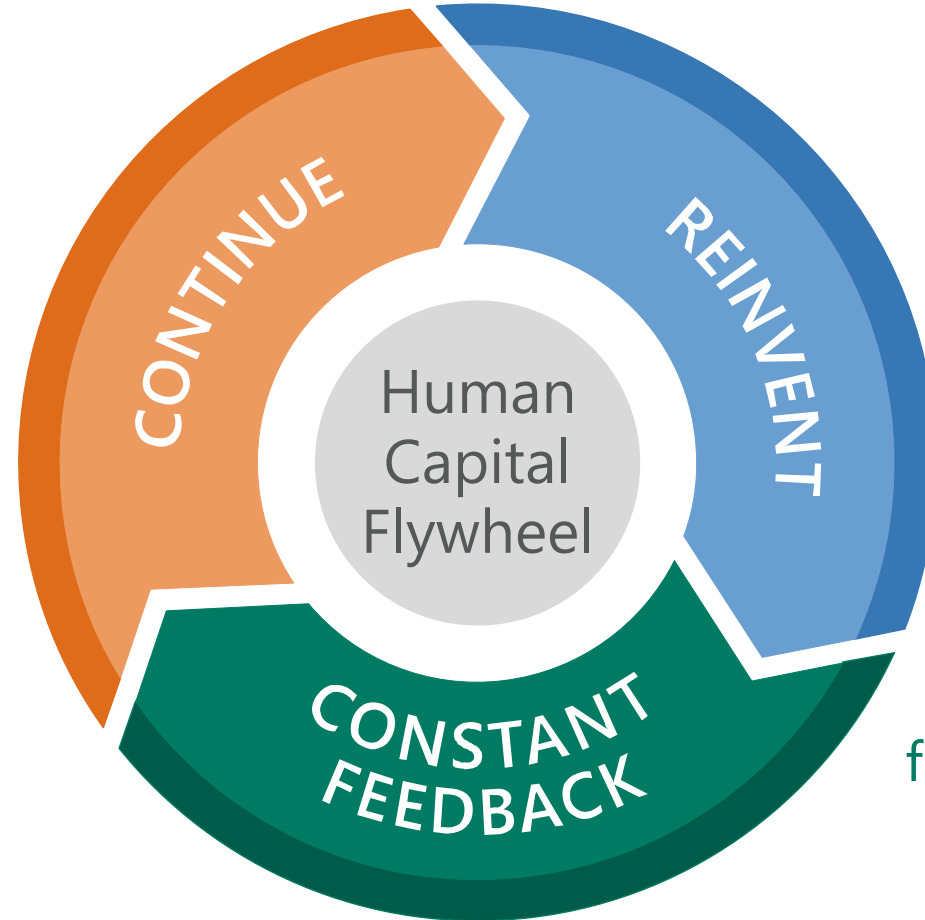 CONTINUE
REINVENT
Human
Capital
Flywheel
CONSTANT
FEEDBACK
f